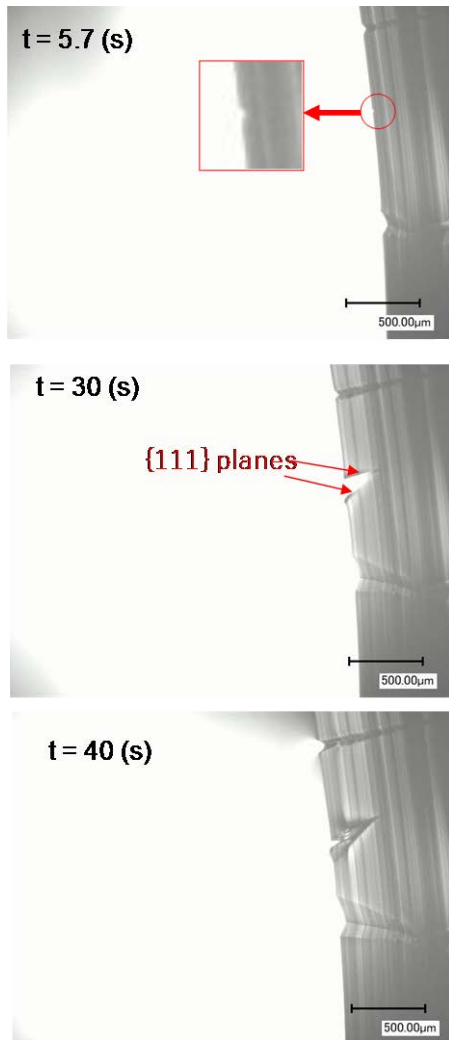 t = 5.7 (s)
500.00µm
t = 30 (s)
{111} planes
500.00µm
t = 40 (s)
500.00µm